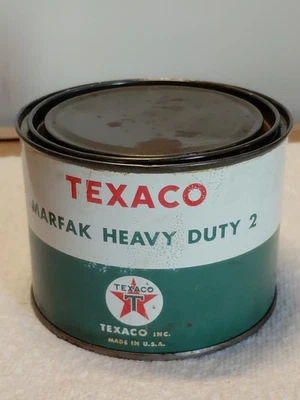 TEXACO
MARFAK HEAVY DUTY 2
TEXACO
T
TEXACO INC.
MADE IN U.S.A.